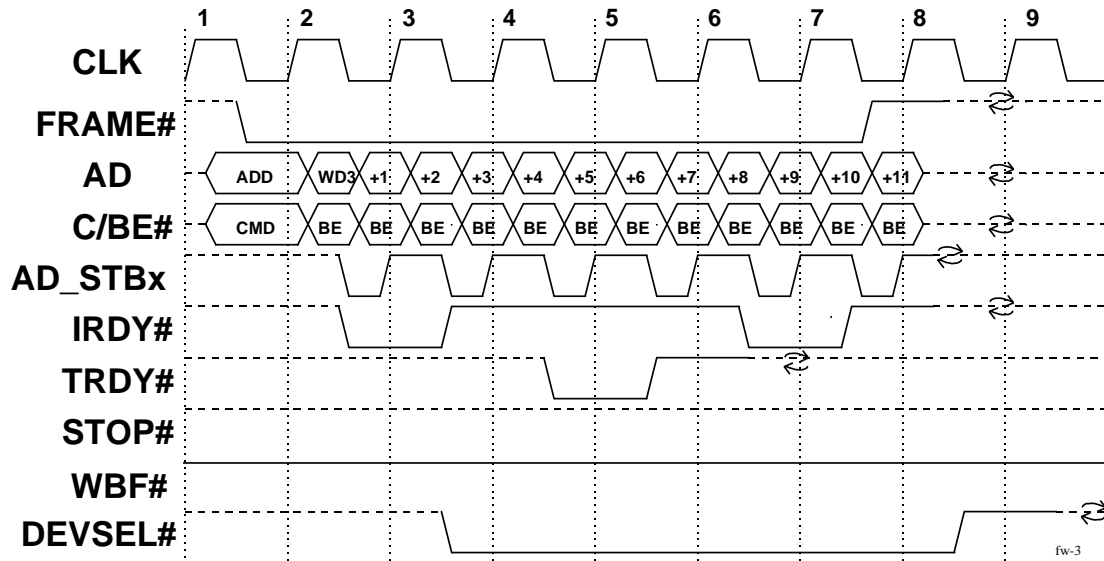 1 2 3 4 5 6 7 8 9
CLK
FRAME#
AD ADD WD3 +1 +2 +3 +4 +5 +6 +7 +8 +9 +10 +11
C/BE# CMD BE BE BE BE BE BE BE BE BE BE BE BE
AD_STBx
IRDY#
TRDY#
STOP#
WBF#
DEVSEL#
fw-3